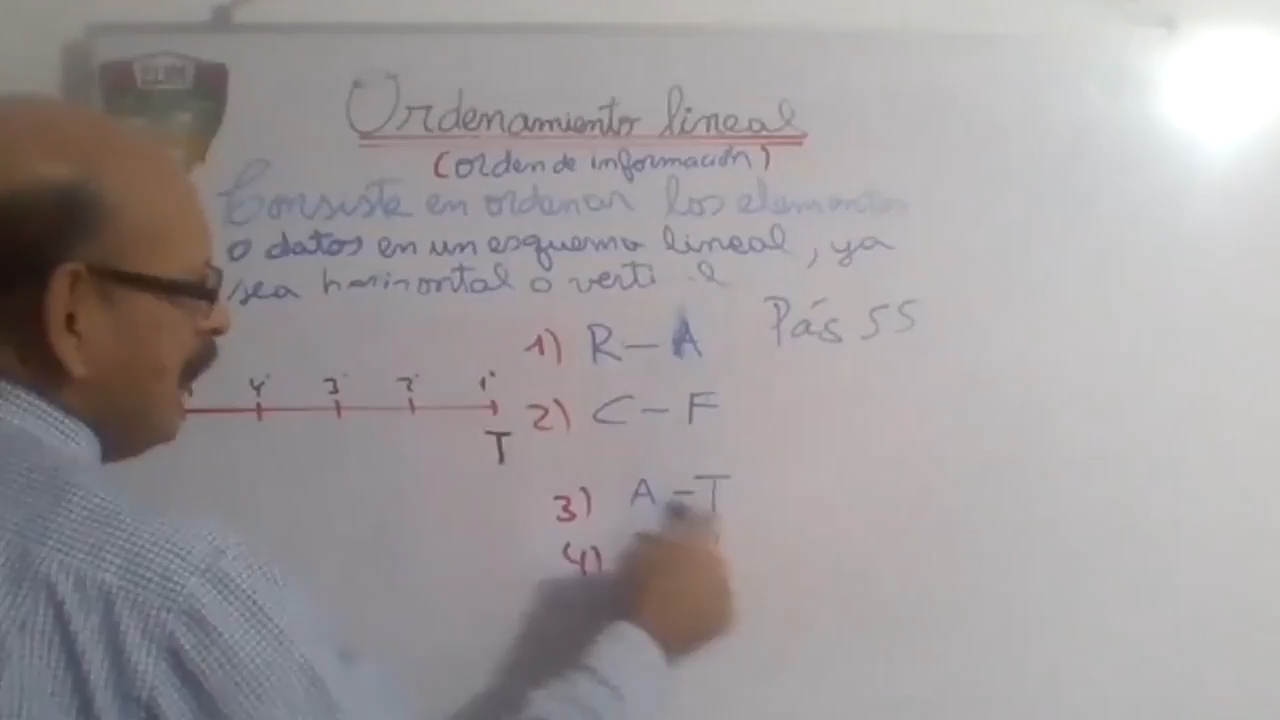 Ordenamiento lineal
(orden de información)
Consiste en ordenar los elementos
o datos en un esquema lineal, ya
sea horizontal o verti l
1) R-A Pág 55
4° 3° 2° 1°
2) C-F
T
3) A-T
4)